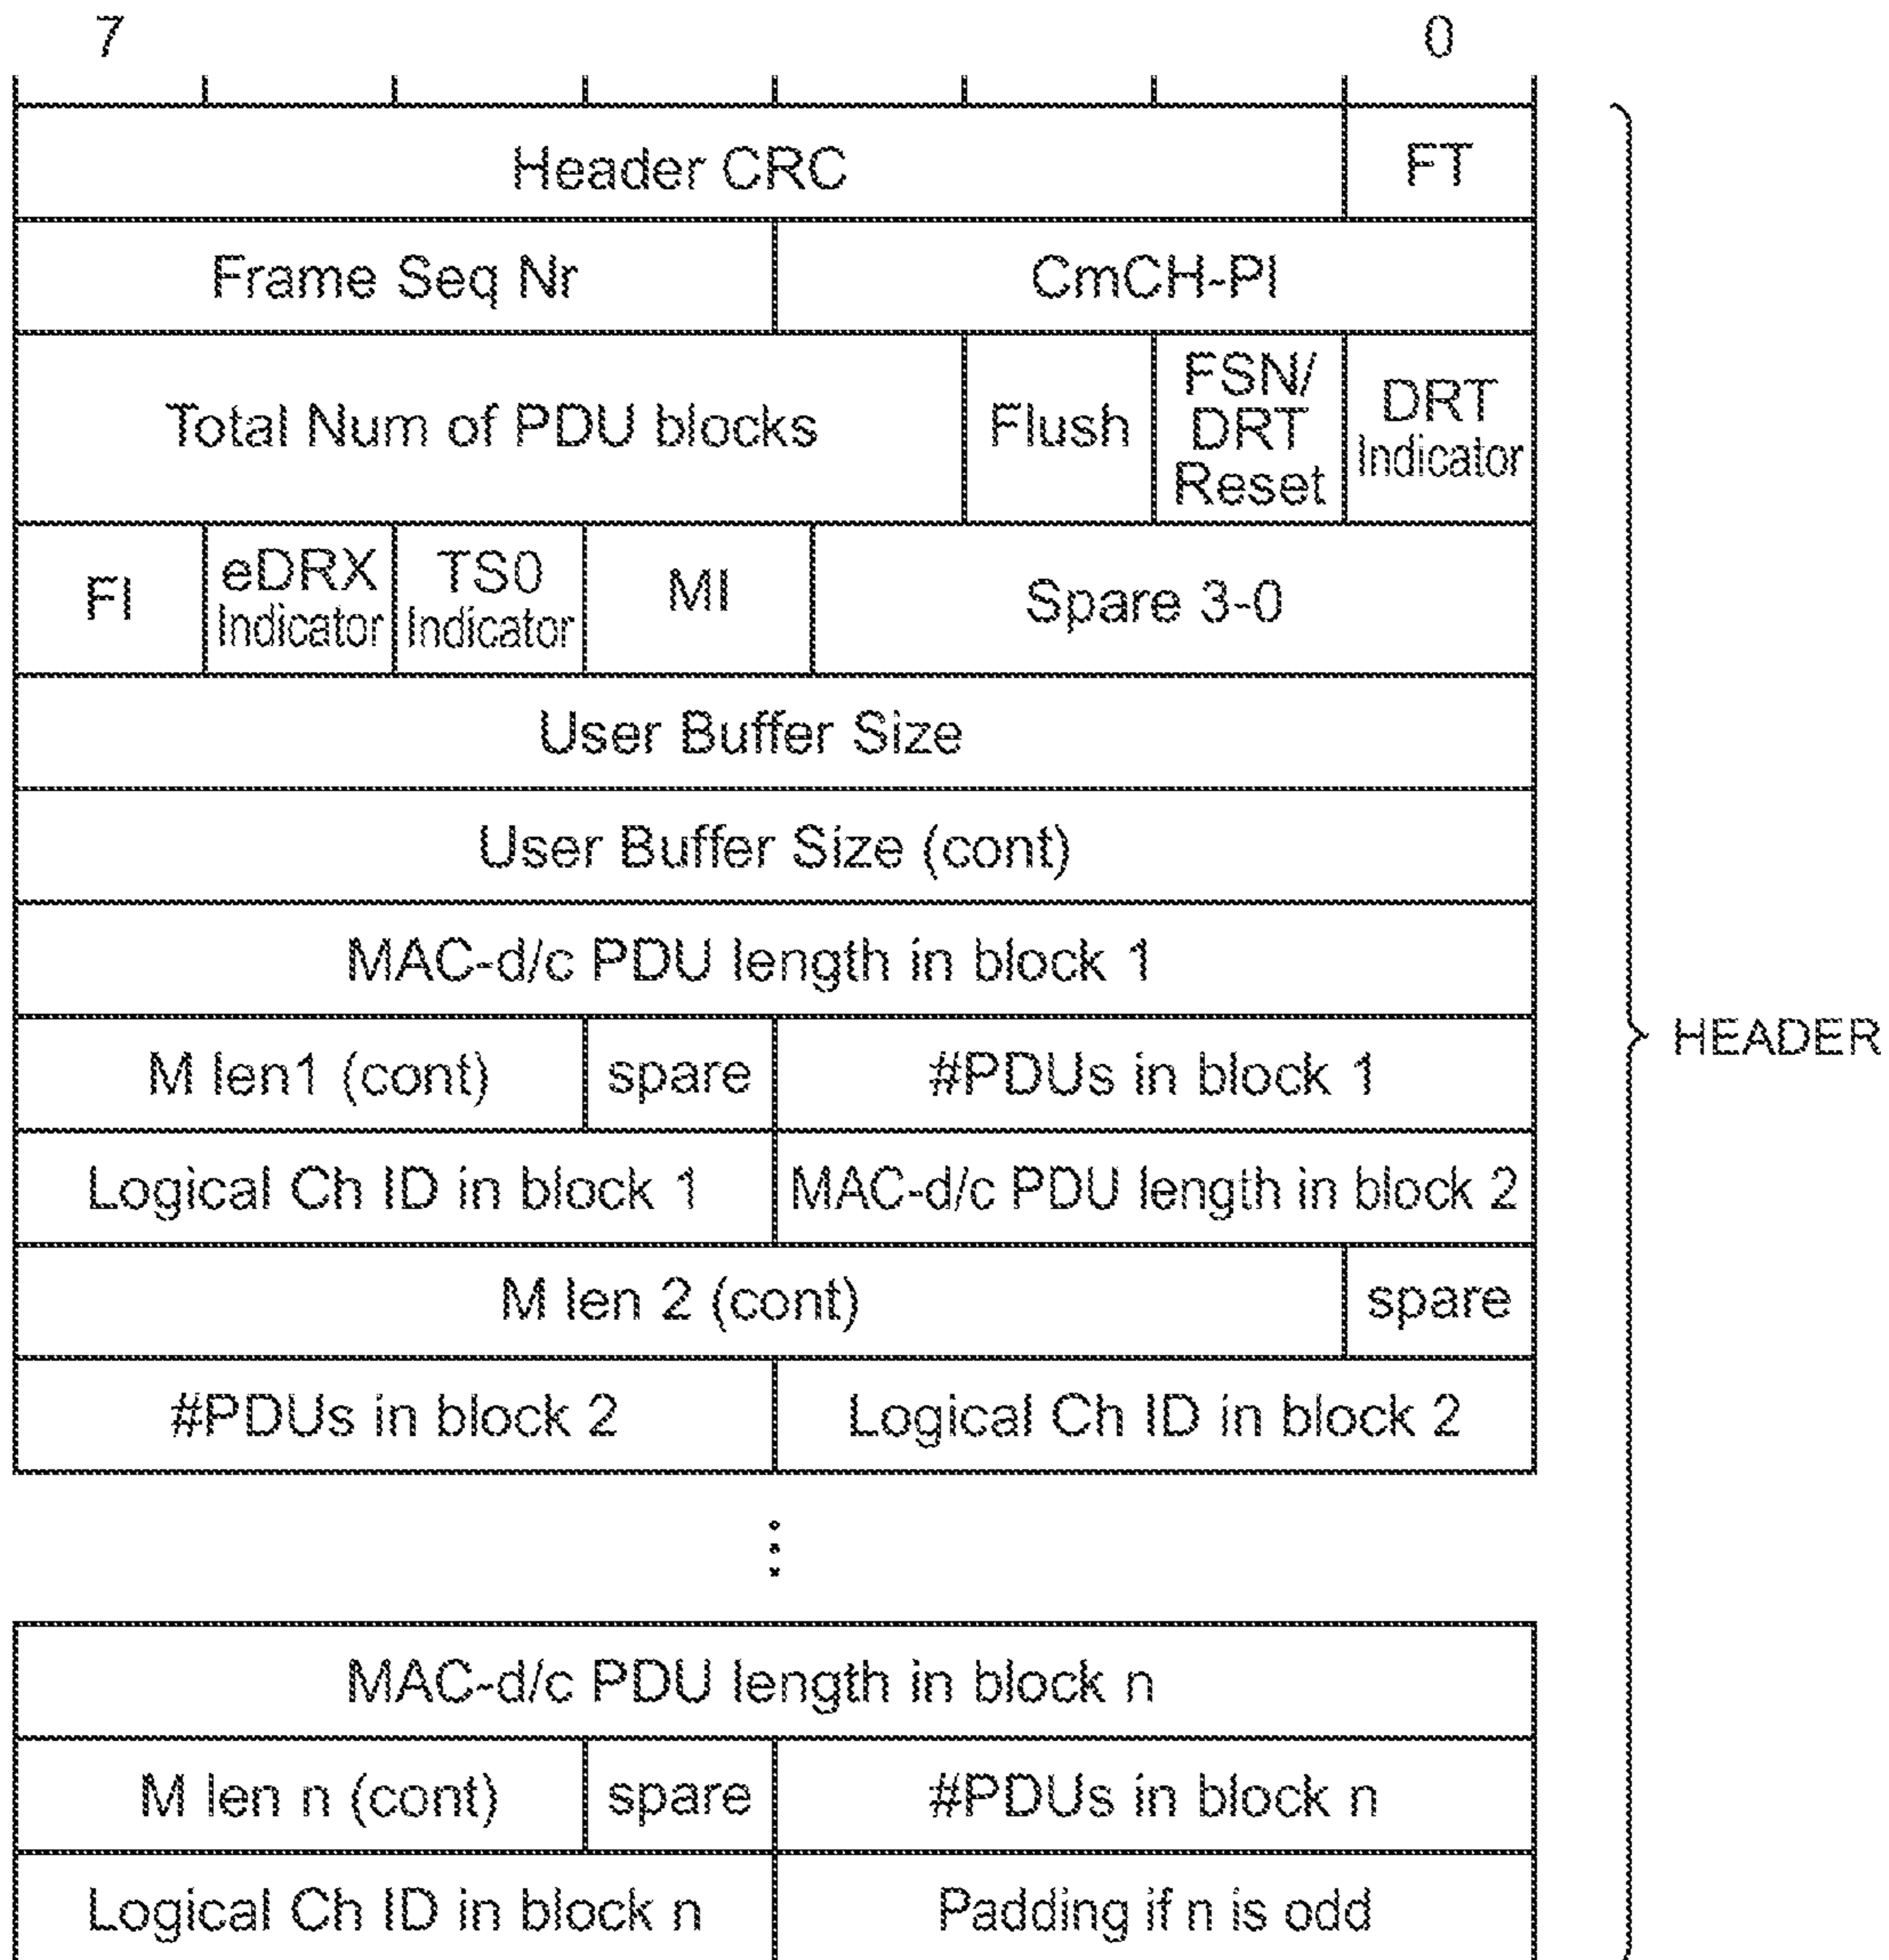 7 0
Header CRC FT
Frame Seq Nr CmCH-PI
Total Num of PDU blocks Flush FSN/ DRT Reset DRT Indicator
FI eDRX Indicator TS0 Indicator MI Spare 3-0
User Buffer Size
User Buffer Size (cont)
MAC-d/c PDU length in block 1
M len1 (cont) spare #PDUs in block 1
HEADER
Logical Ch ID in block 1 MAC-d/c PDU length in block 2
M len 2 (cont) spare
#PDUs in block 2 Logical Ch ID in block 2
⋮
MAC-d/c PDU length in block n
M len n (cont) spare #PDUs in block n
Logical Ch ID in block n Padding if n is odd